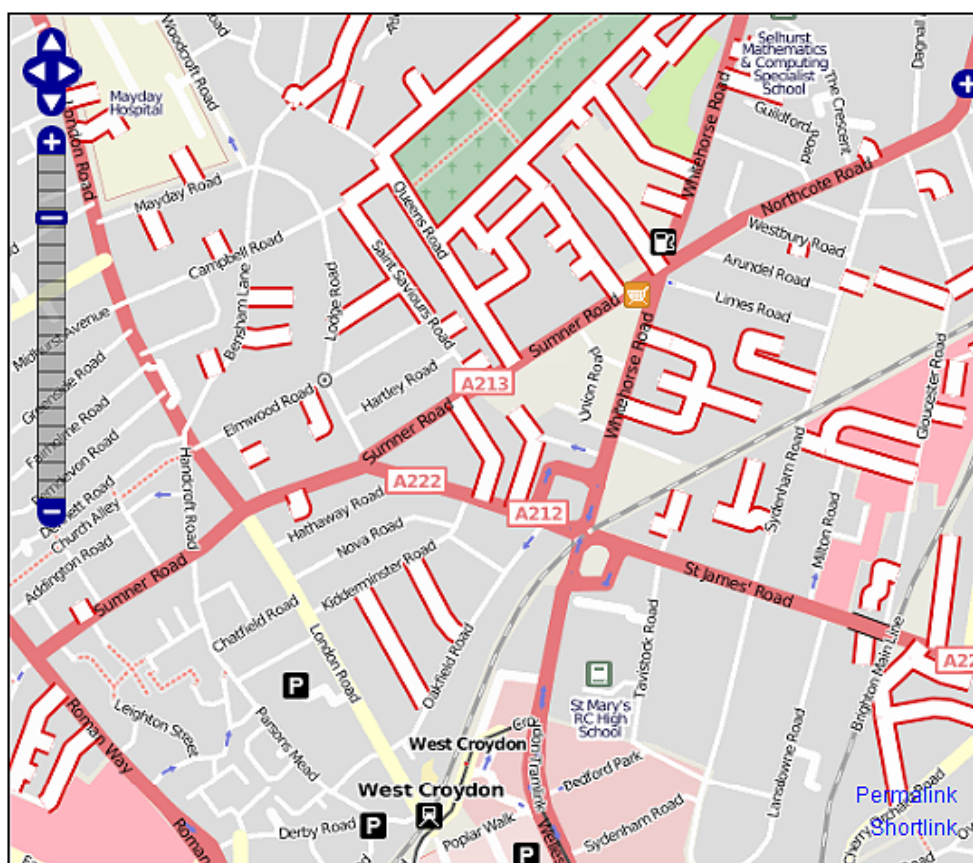 Woodcroft Road
Selhurst
Mathematics
& Computing
Specialist
School
Dagnall
The Crescent
Mayday
Hospital
London Road
Guildford
Road
Whitehorse Road
Northcote Road
Mayday Road
Queens Road
Westbury Road
Campbell Road
Saint Saviours Road
Arundel Road
Bensham Lane
Lodge Road
Limes Road
Midhurst Avenue
Sumner Road
Whitehorse Road
Gloucester Road
Greenside Road
Union Road
A213
Hartley Road
Elmwood Road
Fairholme Road
Sumner Road
Handcroft Road
Sydenham Road
A222
Church Alley
Hathaway Road
A212
Milton Road
Nova Road
Addington Road
Kidderminster Road
Sumner Road
St James' Road
Chatfield Road
London Road
Tavistock Road
Brighton Main Line
A22
Oakfield Road
P
St Mary's
RC High
School
Leighton Street
Roman Way
Parsons Mead
Lansdowne Road
West Croydon
Dedford Park
West Croydon
Permalink
Shortlink
Derby Road
P
Poplar Walk
Sydenham Road
Cherry Orchard Road
Roman
P